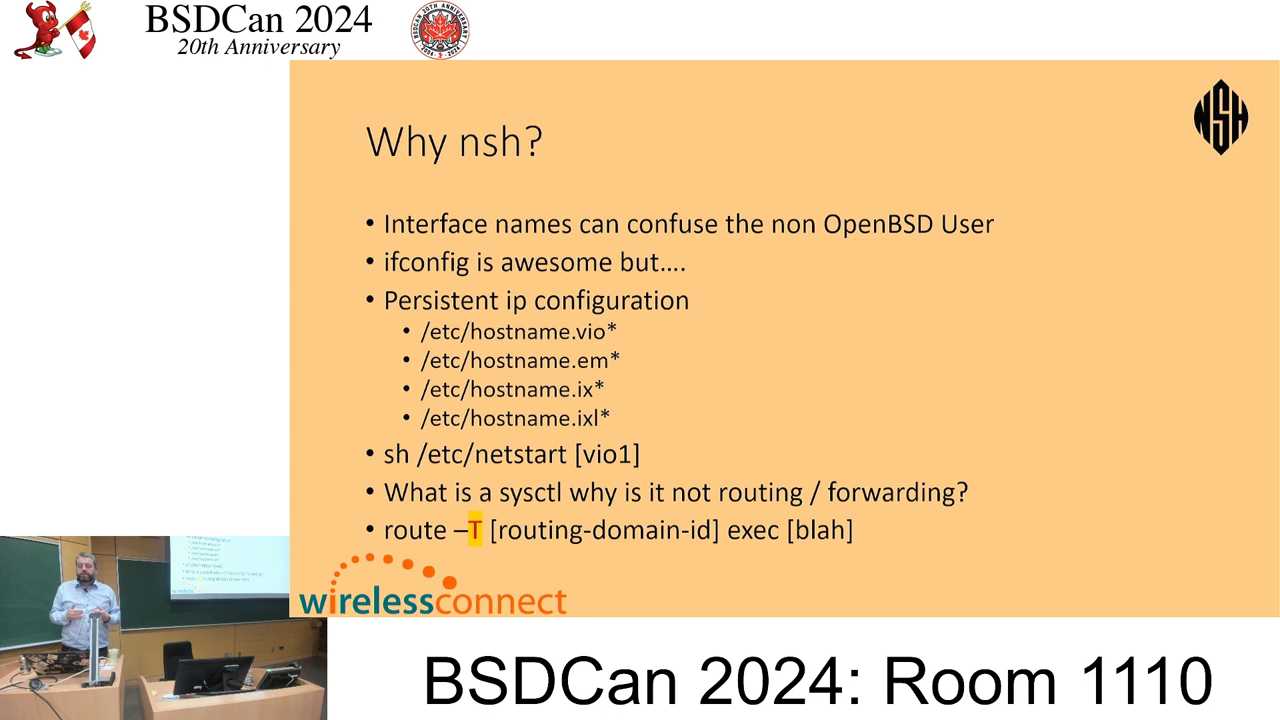 BSDCan 2024
20th Anniversary
NSH
Why nsh?
• Interface names can confuse the non OpenBSD User
• ifconfig is awesome but....
• Persistent ip configuration
• /etc/hostname.vio*
• /etc/hostname.em*
• /etc/hostname.ix*
• /etc/hostname.ixl*
• sh /etc/netstart [vio1]
• What is a sysctl why is it not routing / forwarding?
• route –T [routing-domain-id] exec [blah]
wirelessconnect
BSDCan 2024: Room 1110